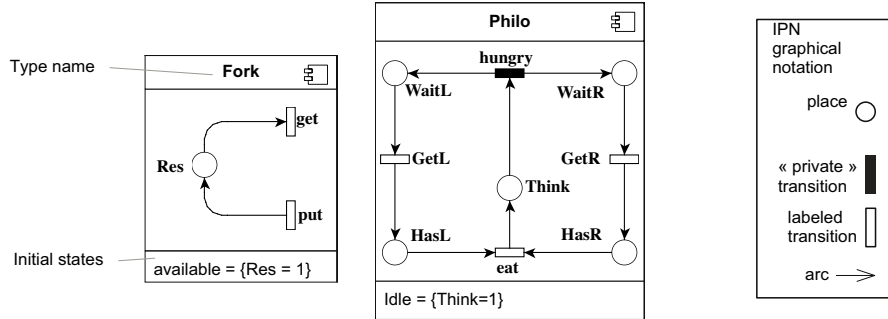 Type name
Initial states
Fork
get
Res
put
available = {Res = 1}
Philo
hungry
WaitL
WaitR
GetL
GetR
Think
HasL
HasR
eat
Idle = {Think=1}
IPN
graphical
notation
place
« private »
transition
labeled
transition
arc